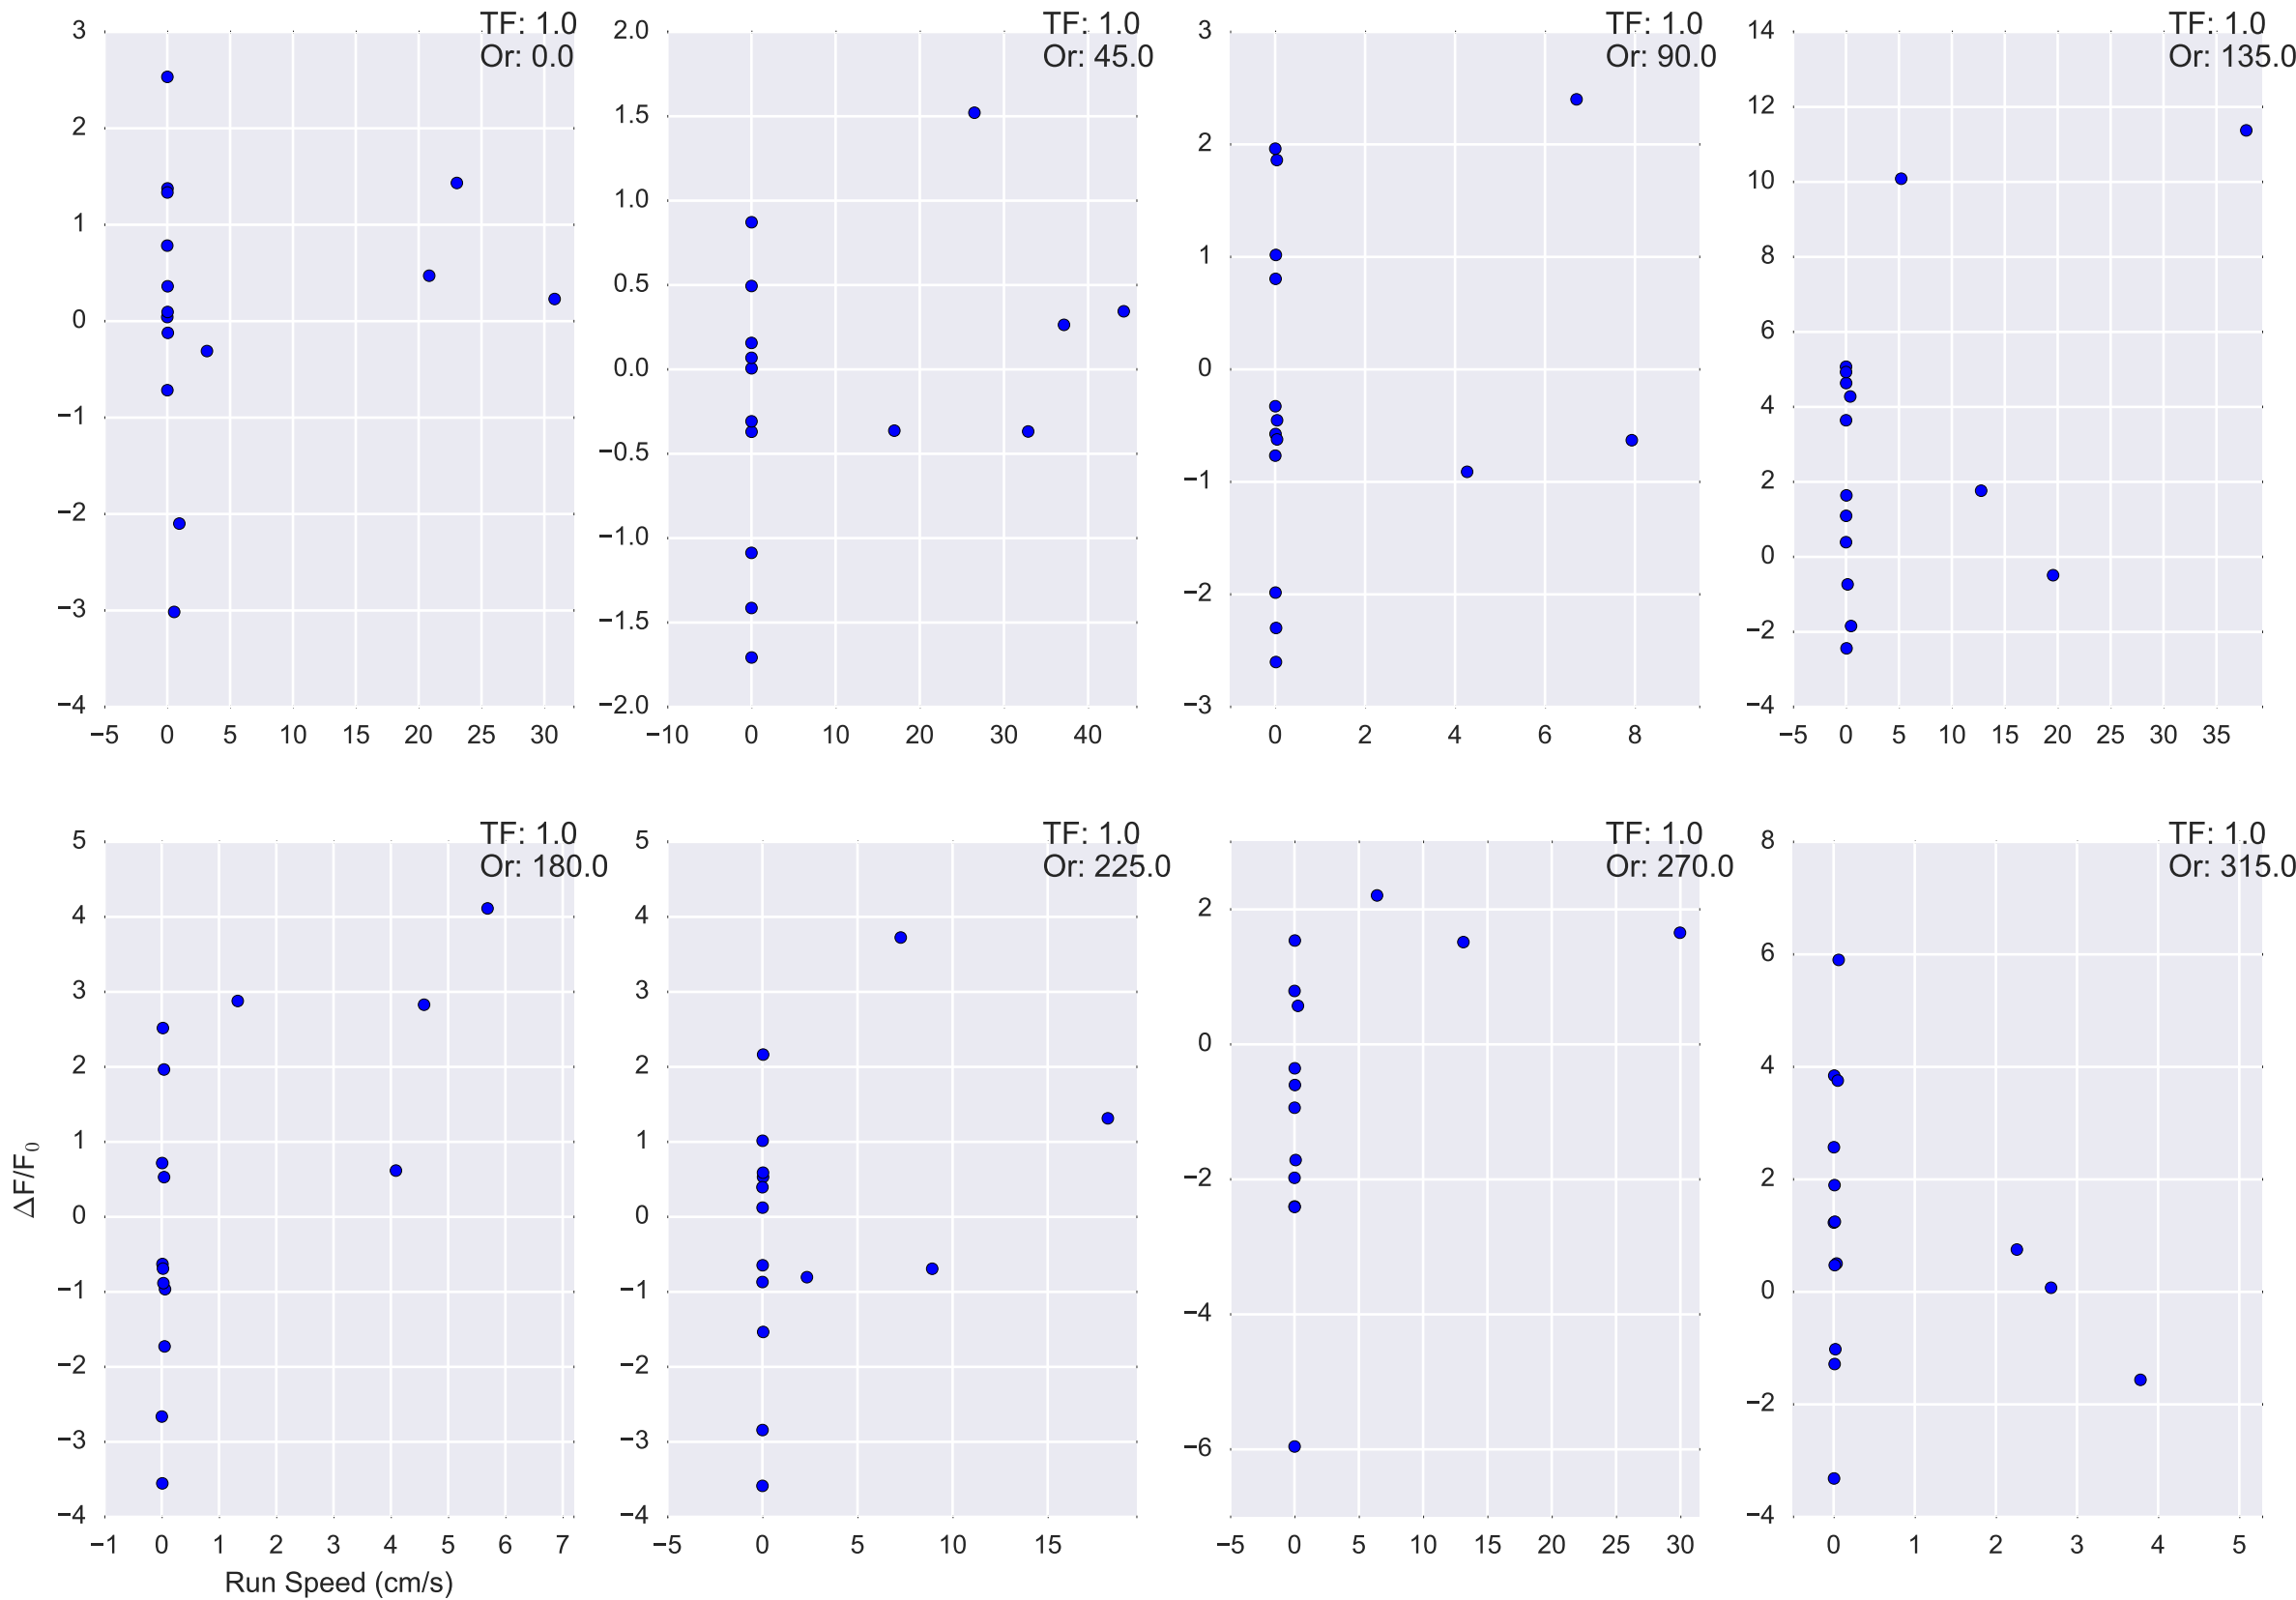 TF: 1.0
Or: 0.0
3
2
1
0
−1
−2
−3
−4
−5 0 5 10 15 20 25 30
TF: 1.0
Or: 45.0
2.0
1.5
1.0
0.5
0.0
−0.5
−1.0
−1.5
−2.0
−10 0 10 20 30 40
TF: 1.0
Or: 90.0
3
2
1
0
−1
−2
−3
0 2 4 6 8
TF: 1.0
Or: 135.0
14
12
10
8
6
4
2
0
−2
−4
−5 0 5 10 15 20 25 30 35
TF: 1.0
Or: 180.0
5
4
3
2
1
0
−1
−2
−3
−4
−1 0 1 2 3 4 5 6 7
Run Speed (cm/s)
ΔF/F₀
TF: 1.0
Or: 225.0
5
4
3
2
1
0
−1
−2
−3
−4
−5 0 5 10 15
TF: 1.0
Or: 270.0
2
0
−2
−4
−6
−5 0 5 10 15 20 25 30
TF: 1.0
Or: 315.0
8
6
4
2
0
−2
−4
0 1 2 3 4 5